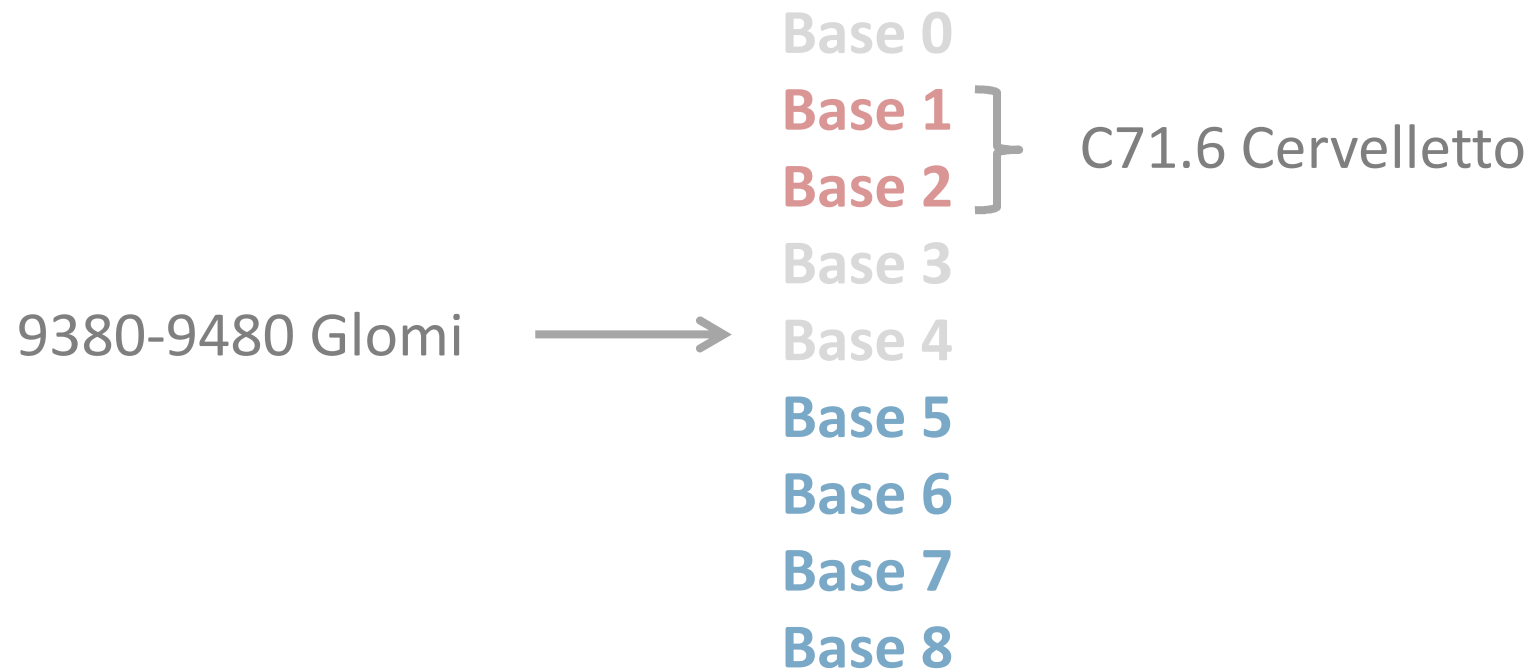 Base 0
Base 1
Base 2
C71.6 Cervelletto
Base 3
9380-9480 Glomi
Base 4
Base 5
Base 6
Base 7
Base 8